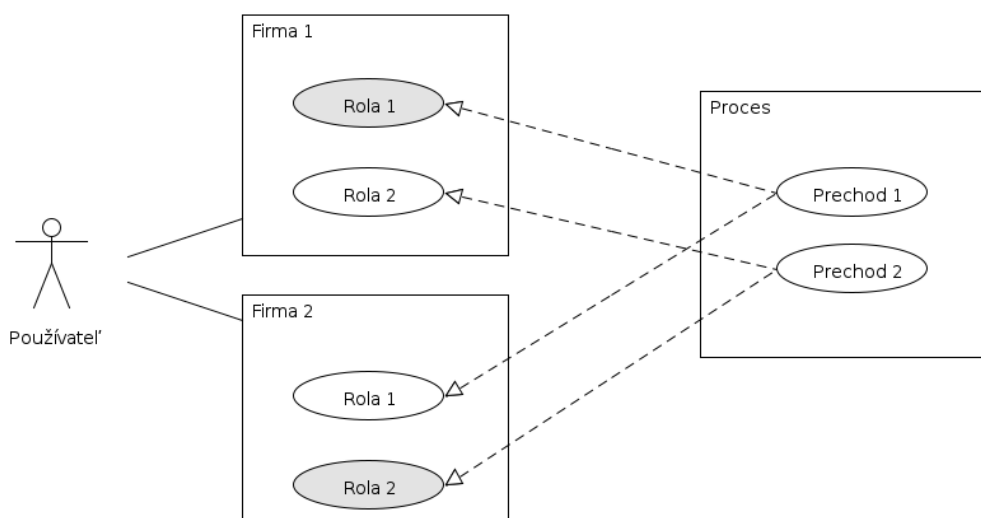 Firma 1
Rola 1
Rola 2
Proces
Prechod 1
Prechod 2
Používateľ
Firma 2
Rola 1
Rola 2